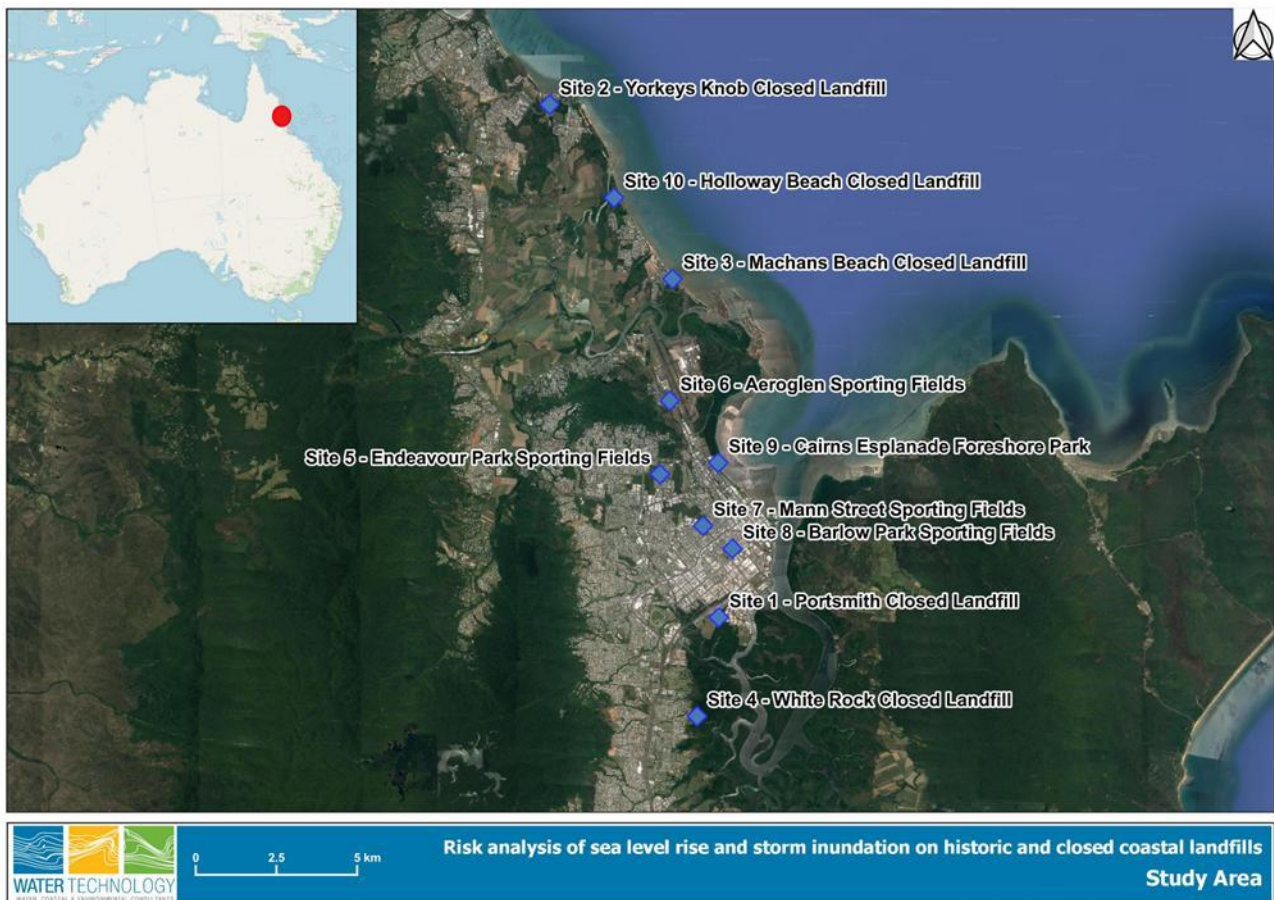 Site 2 - Yorkeys Knob Closed Landfill
Site 10 - Holloway Beach Closed Landfill
Site 3 - Machans Beach Closed Landfill
Site 6 - Aeroglen Sporting Fields
Site 9 - Cairns Esplanade Foreshore Park
Site 5 - Endeavour Park Sporting Fields
Site 7 - Mann Street Sporting Fields
Site 8 - Barlow Park Sporting Fields
Site 1 - Portsmith Closed Landfill
Site 4 - White Rock Closed Landfill
WATER TECHNOLOGY
WATER, COASTAL & ENVIRONMENTAL CONSULTANTS
0 2.5 5 km
Risk analysis of sea level rise and storm inundation on historic and closed coastal landfills
Study Area